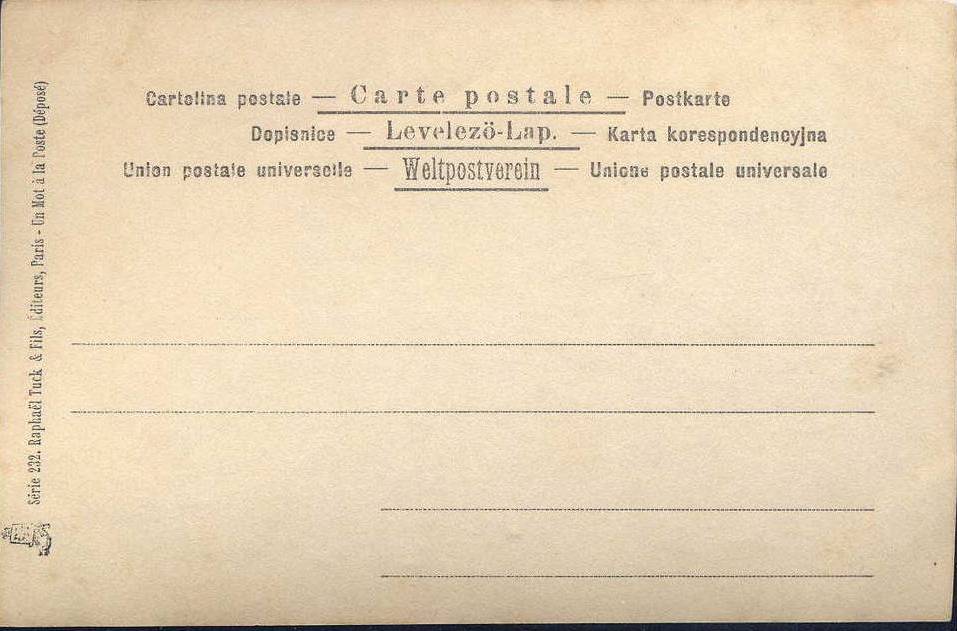 Cartolina postale — Carte postale — Postkarte
Dopisnice — Levelezö-Lap. — Karta korespondencyjna
Union postale universelle — Weltpostverein — Unione postale universale
Série 232. Raphaël Tuck & Fils, Éditeurs, Paris - Un Mot à la Poste (Déposé)